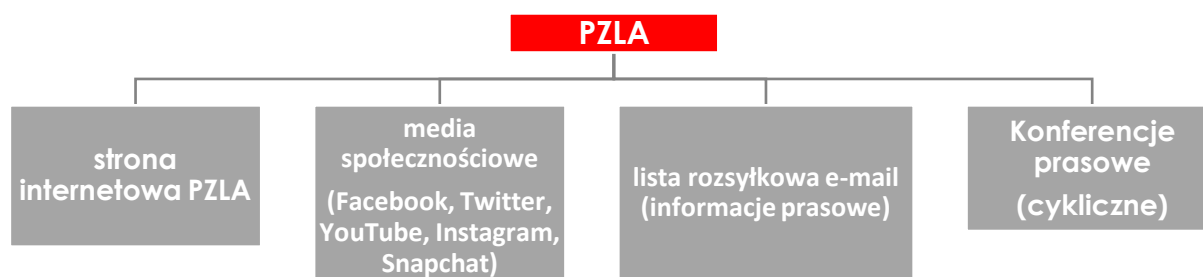 PZLA
strona
internetowa PZLA
media
społecznościowe
(Facebook, Twitter,
YouTube, Instagram,
Snapchat)
lista rozsyłkowa e-mail
(informacje prasowe)
Konferencje
prasowe
(cykliczne)